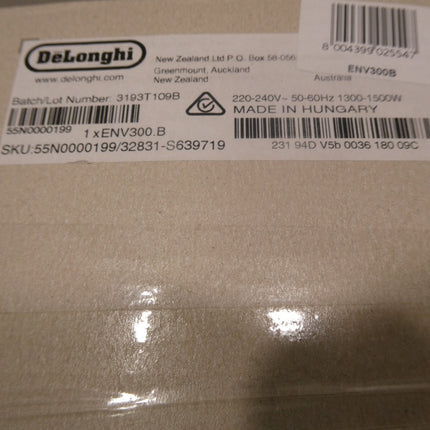 DeLonghi
www.delonghi.com
New Zealand Ltd P.O. Box 58-056
Greenmount, Auckland
New Zealand
Australia
8 004399 025547
ENV300B
Batch/Lot Number: 3193T109B
220-240V~ 50-60Hz 1300-1500W
MADE IN HUNGARY
55N0000199
1 x ENV300.B
SKU:55N0000199/32831-S639719
231 94D V5b 0036 180 09C